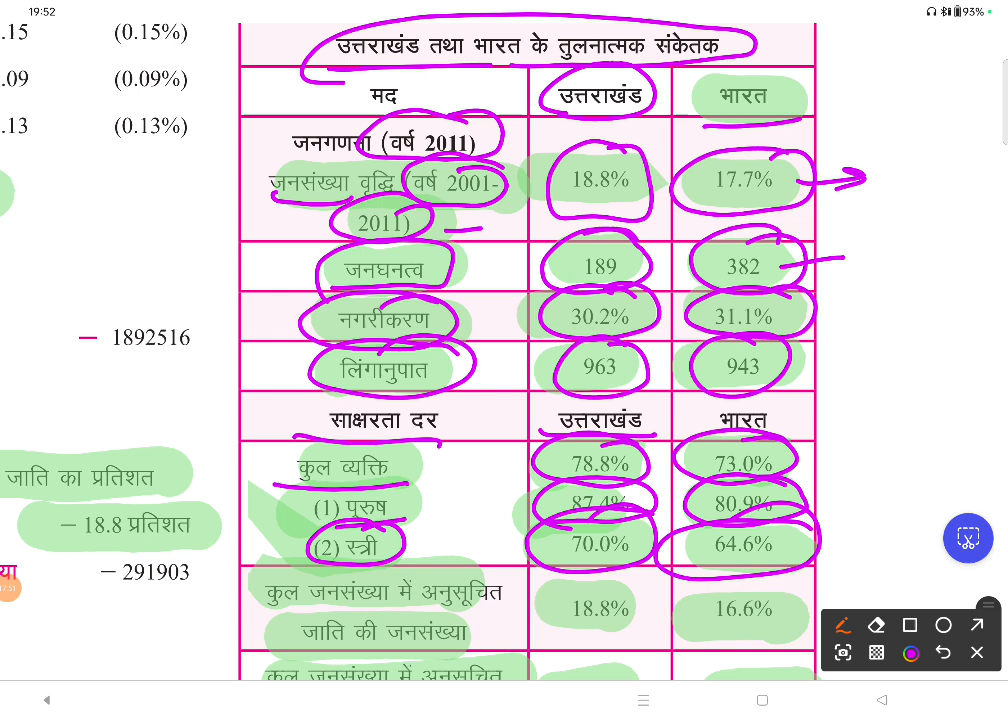 19:52
93%
.15 (0.15%)
.09 (0.09%)
.13 (0.13%)
– 1892516
जाति का प्रतिशत
– 18.8 प्रतिशत
या – 291903
उत्तराखंड तथा भारत के तुलनात्मक संकेतक
मद उत्तराखंड भारत
जनगणना (वर्ष 2011)
जनसंख्या वृद्धि (वर्ष 2001-
2011) 18.8% 17.7%
जनघनत्व 189 382
नगरीकरण 30.2% 31.1%
लिंगानुपात 963 943
साक्षरता दर उत्तराखंड भारत
कुल व्यक्ति 78.8% 73.0%
(1) पुरुष 87.4% 80.9%
(2) स्त्री 70.0% 64.6%
कुल जनसंख्या में अनुसूचित
जाति की जनसंख्या 18.8% 16.6%
कुल जनसंख्या में अनुसूचित